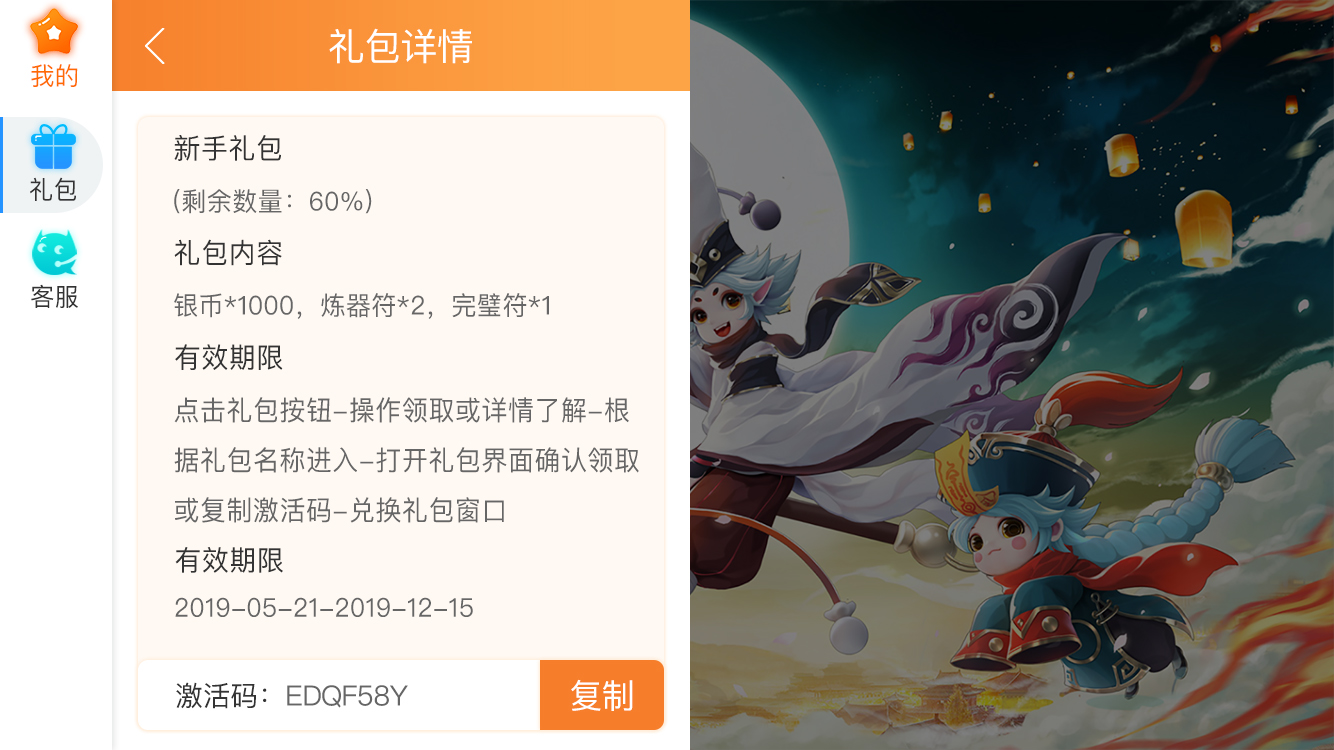 我的
礼包
客服
礼包详情
新手礼包
(剩余数量：60%)
礼包内容
银币*1000，炼器符*2，完璧符*1
有效期限
点击礼包按钮-操作领取或详情了解-根
据礼包名称进入-打开礼包界面确认领取
或复制激活码-兑换礼包窗口
有效期限
2019-05-21-2019-12-15
激活码：EDQF58Y
复制